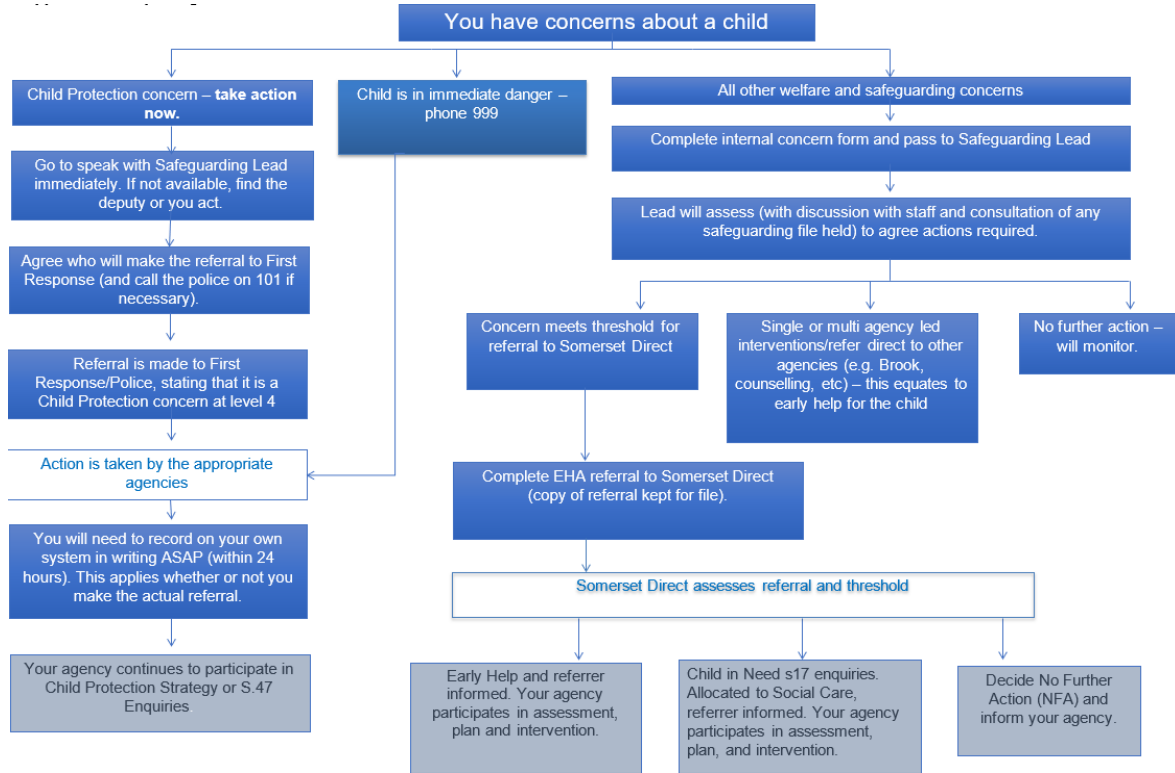 You have concerns about a child
Child Protection concern – take action
now.
Child is in immediate danger –
phone 999
All other welfare and safeguarding concerns
Go to speak with Safeguarding Lead
immediately. If not available, find the
deputy or you act.
Complete internal concern form and pass to Safeguarding Lead
Lead will assess (with discussion with staff and consultation of any
safeguarding file held) to agree actions required.
Agree who will make the referral to First
Response (and call the police on 101 if
necessary).
Concern meets threshold for
referral to Somerset Direct
Single or multi agency led
interventions/refer direct to other
agencies (e.g. Brook,
counselling, etc) – this equates to
early help for the child
No further action –
will monitor.
Referral is made to First
Response/Police, stating that it is a
Child Protection concern at level 4
Action is taken by the appropriate
agencies
Complete EHA referral to Somerset Direct
(copy of referral kept for file).
You will need to record on your own
system in writing ASAP (within 24
hours). This applies whether or not you
make the actual referral.
Somerset Direct assesses referral and threshold
Your agency continues to participate in
Child Protection Strategy or S.47
Enquiries.
Early Help and referrer
informed. Your agency
participates in assessment,
plan and intervention.
Child in Need s17 enquiries.
Allocated to Social Care,
referrer informed. Your agency
participates in assessment,
plan, and intervention.
Decide No Further
Action (NFA) and
inform your agency.